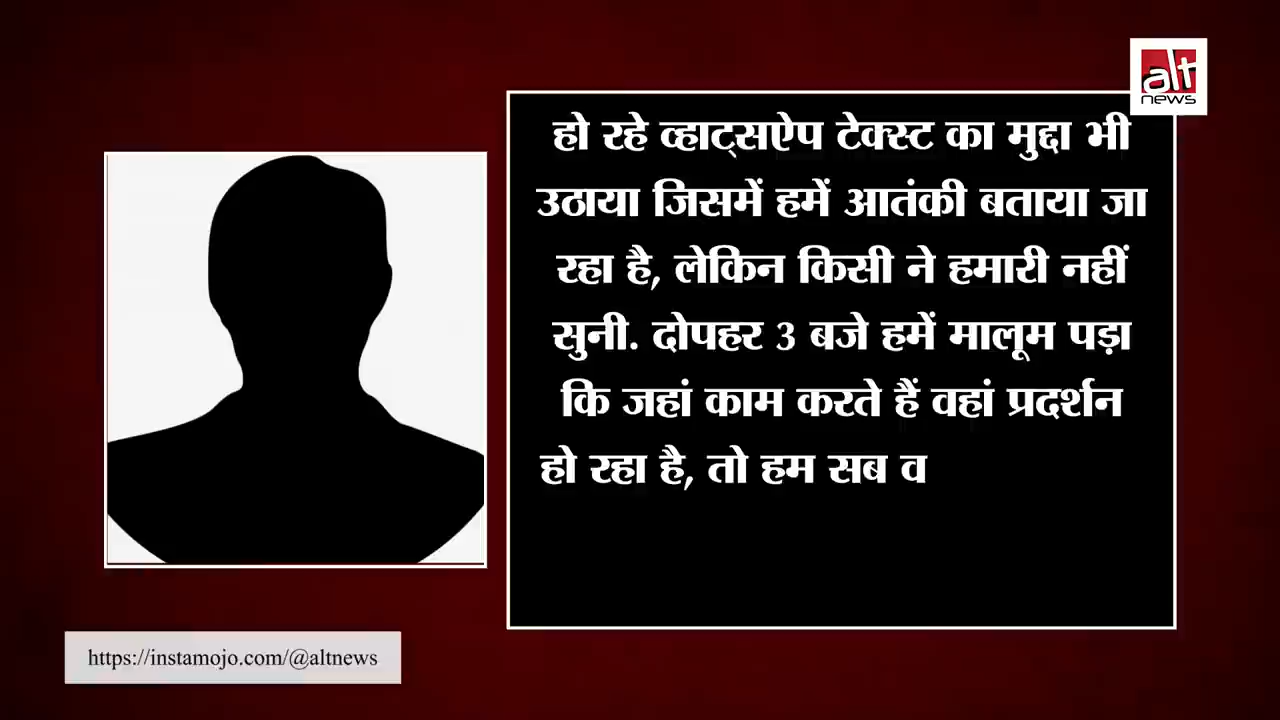 alt
news
हो रहे व्हाट्सऐप टेक्स्ट का मुद्दा भी
उठाया जिसमें हमें आतंकी बताया जा
रहा है, लेकिन किसी ने हमारी नहीं
सुनी. दोपहर 3 बजे हमें मालूम पड़ा
कि जहां काम करते हैं वहां प्रदर्शन
हो रहा है, तो हम सब व
https://instamojo.com/@altnews